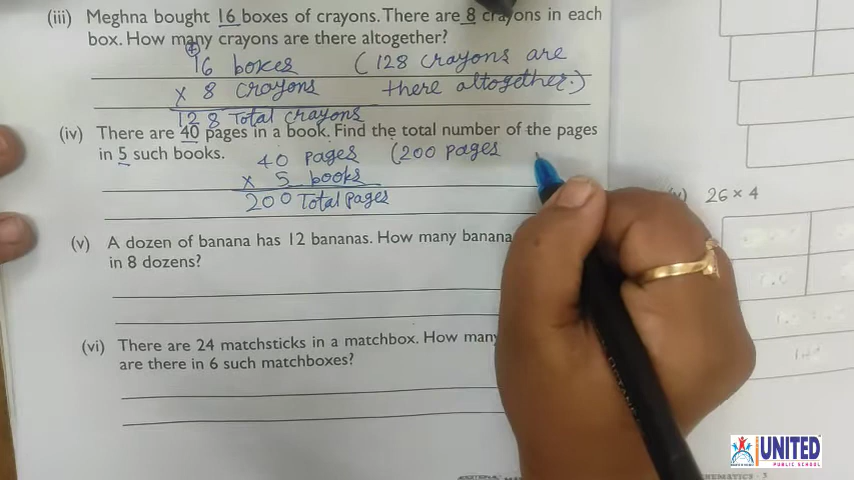 (iii) Meghna bought 16 boxes of crayons. There are 8 crayons in each
box. How many crayons are there altogether?
16 boxes (128 crayons are
x 8 crayons there altogether.)
128 Total crayons
(iv) There are 40 pages in a book. Find the total number of the pages
in 5 such books.
40 pages (200 pages
x 5 books
200 Total pages
(v) A dozen of banana has 12 bananas. How many banana
in 8 dozens?
(vi) There are 24 matchsticks in a matchbox. How many
are there in 6 such matchboxes?
26 × 4
UNITED
PUBLIC SCHOOL